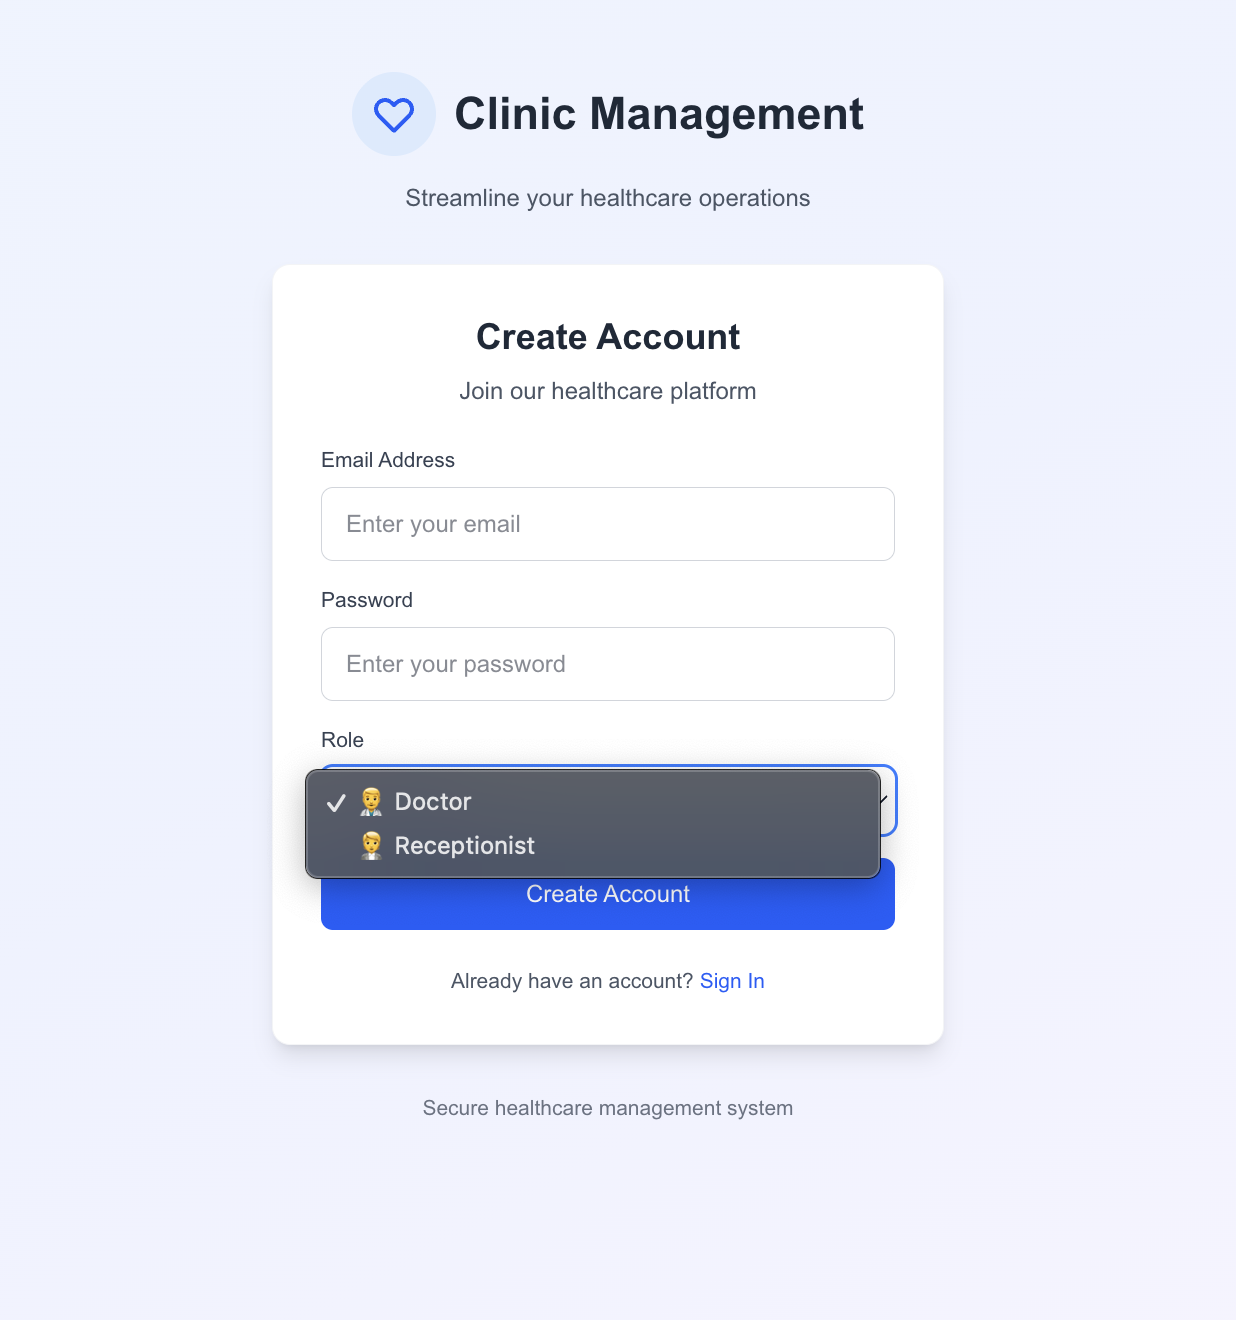 Clinic Management
Streamline your healthcare operations
Create Account
Join our healthcare platform
Email Address
Enter your email
Password
Enter your password
Role
✓ 👨‍⚕️ Doctor
🤵 Receptionist
Create Account
Already have an account? Sign In
Secure healthcare management system